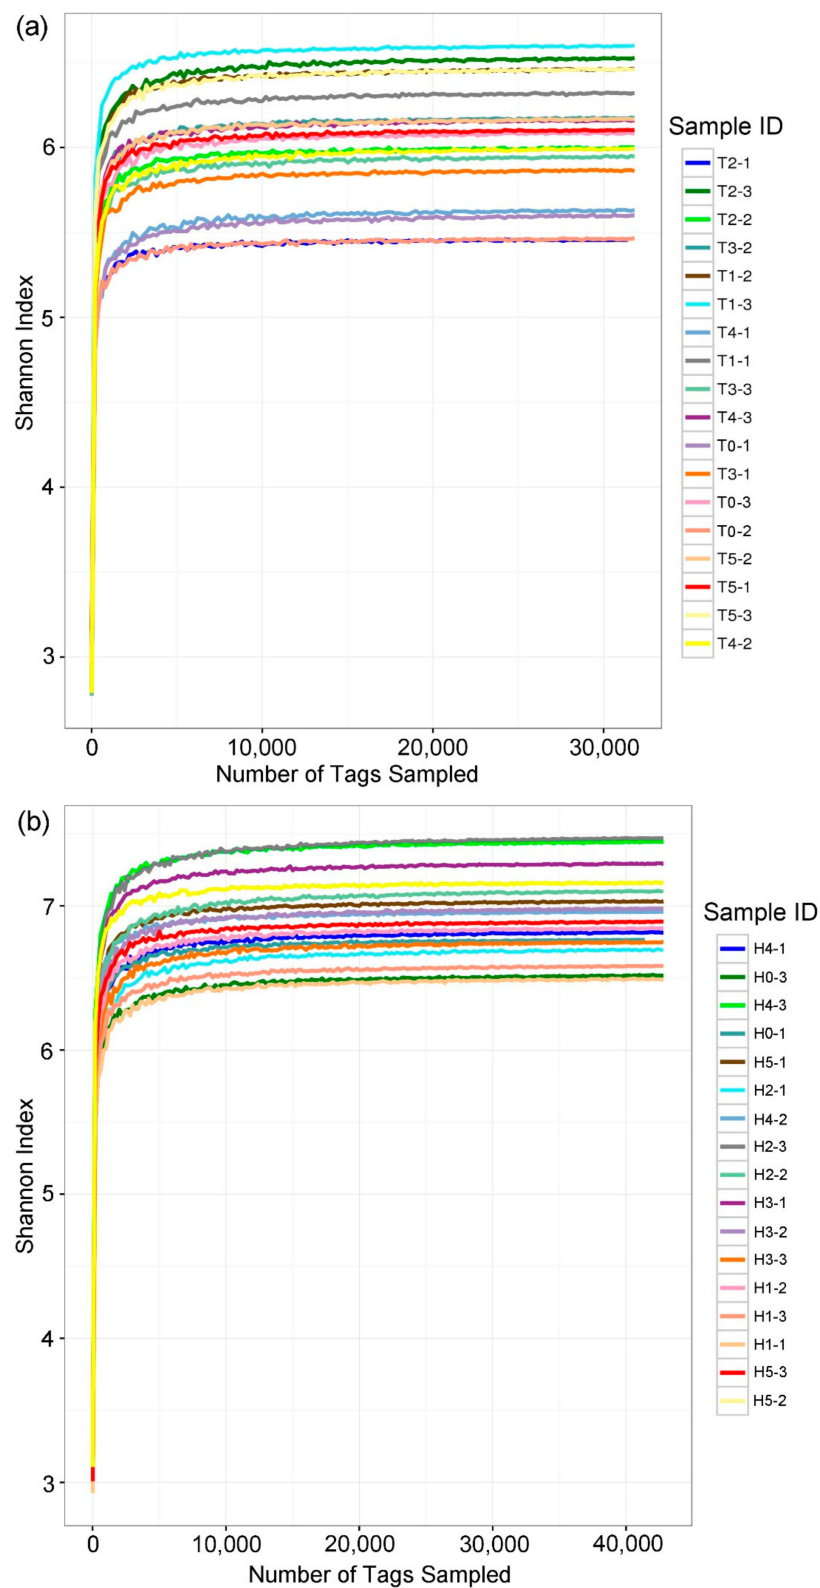 (a)
Shannon Index
6
5
4
3
0 10,000 20,000 30,000
Number of Tags Sampled
Sample ID
T2-1
T2-3
T2-2
T3-2
T1-2
T1-3
T4-1
T1-1
T3-3
T4-3
T0-1
T3-1
T0-3
T0-2
T5-2
T5-1
T5-3
T4-2
(b)
Shannon Index
7
6
5
4
3
0 10,000 20,000 30,000 40,000
Number of Tags Sampled
Sample ID
H4-1
H0-3
H4-3
H0-1
H5-1
H2-1
H4-2
H2-3
H2-2
H3-1
H3-2
H3-3
H1-2
H1-3
H1-1
H5-3
H5-2